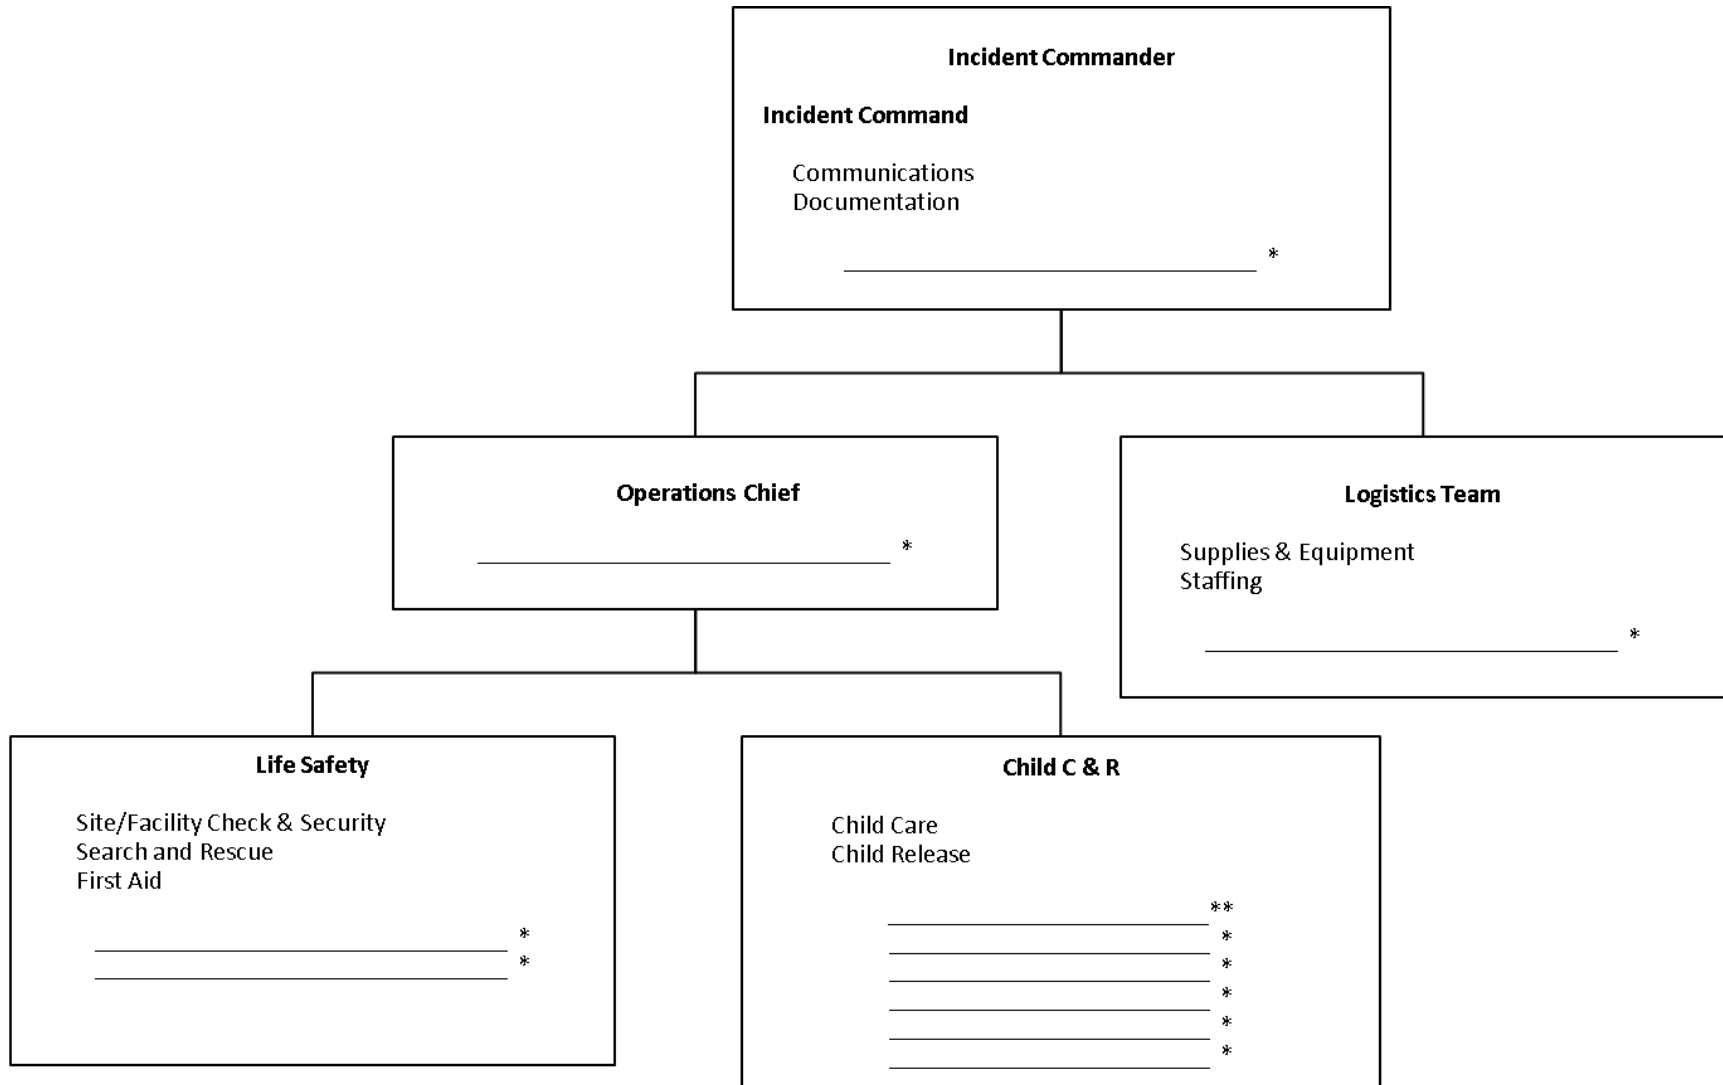 Incident Commander
Incident Command
Communications
Documentation
*
Operations Chief
*
Logistics Team
Supplies & Equipment
Staffing
*
Life Safety
Site/Facility Check & Security
Search and Rescue
First Aid
*
*
Child C & R
Child Care
Child Release
**
*
*
*
*
*